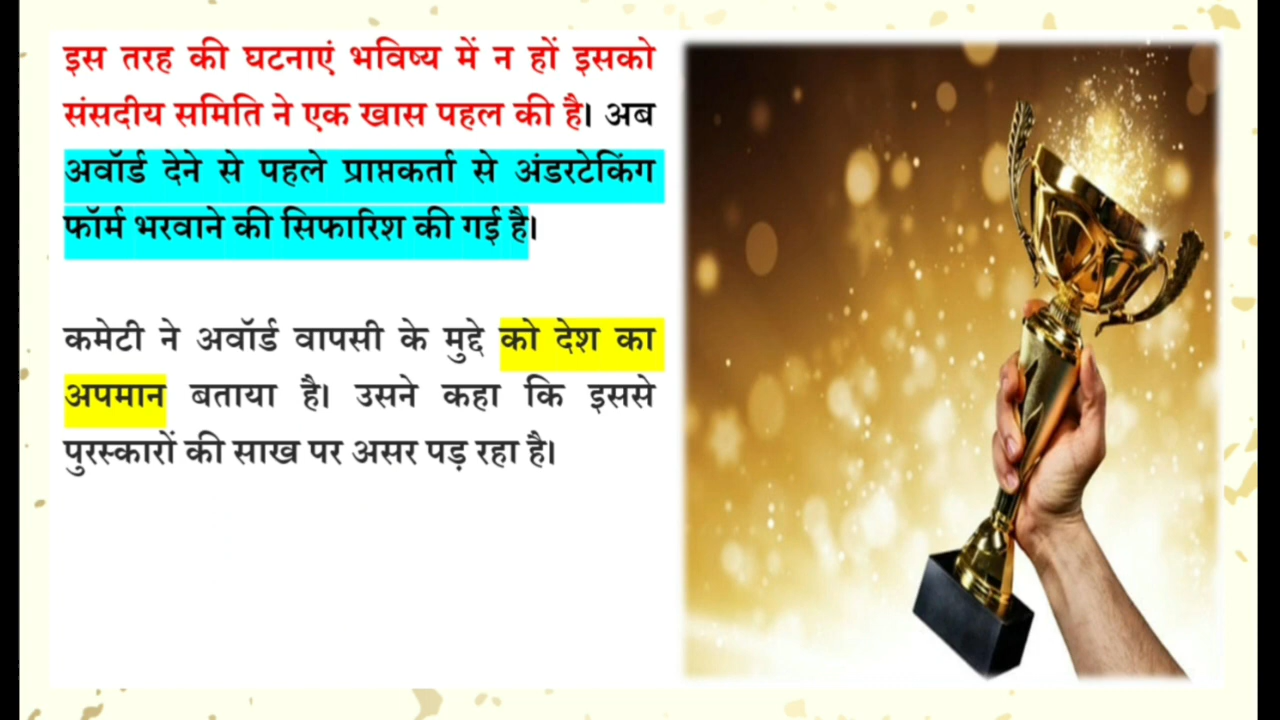 इस तरह की घटनाएं भविष्य में न हों इसको
संसदीय समिति ने एक खास पहल की है। अब
अवॉर्ड देने से पहले प्राप्तकर्ता से अंडरटेकिंग
फॉर्म भरवाने की सिफारिश की गई है।
कमेटी ने अवॉर्ड वापसी के मुद्दे को देश का
अपमान बताया है। उसने कहा कि इससे
पुरस्कारों की साख पर असर पड़ रहा है।